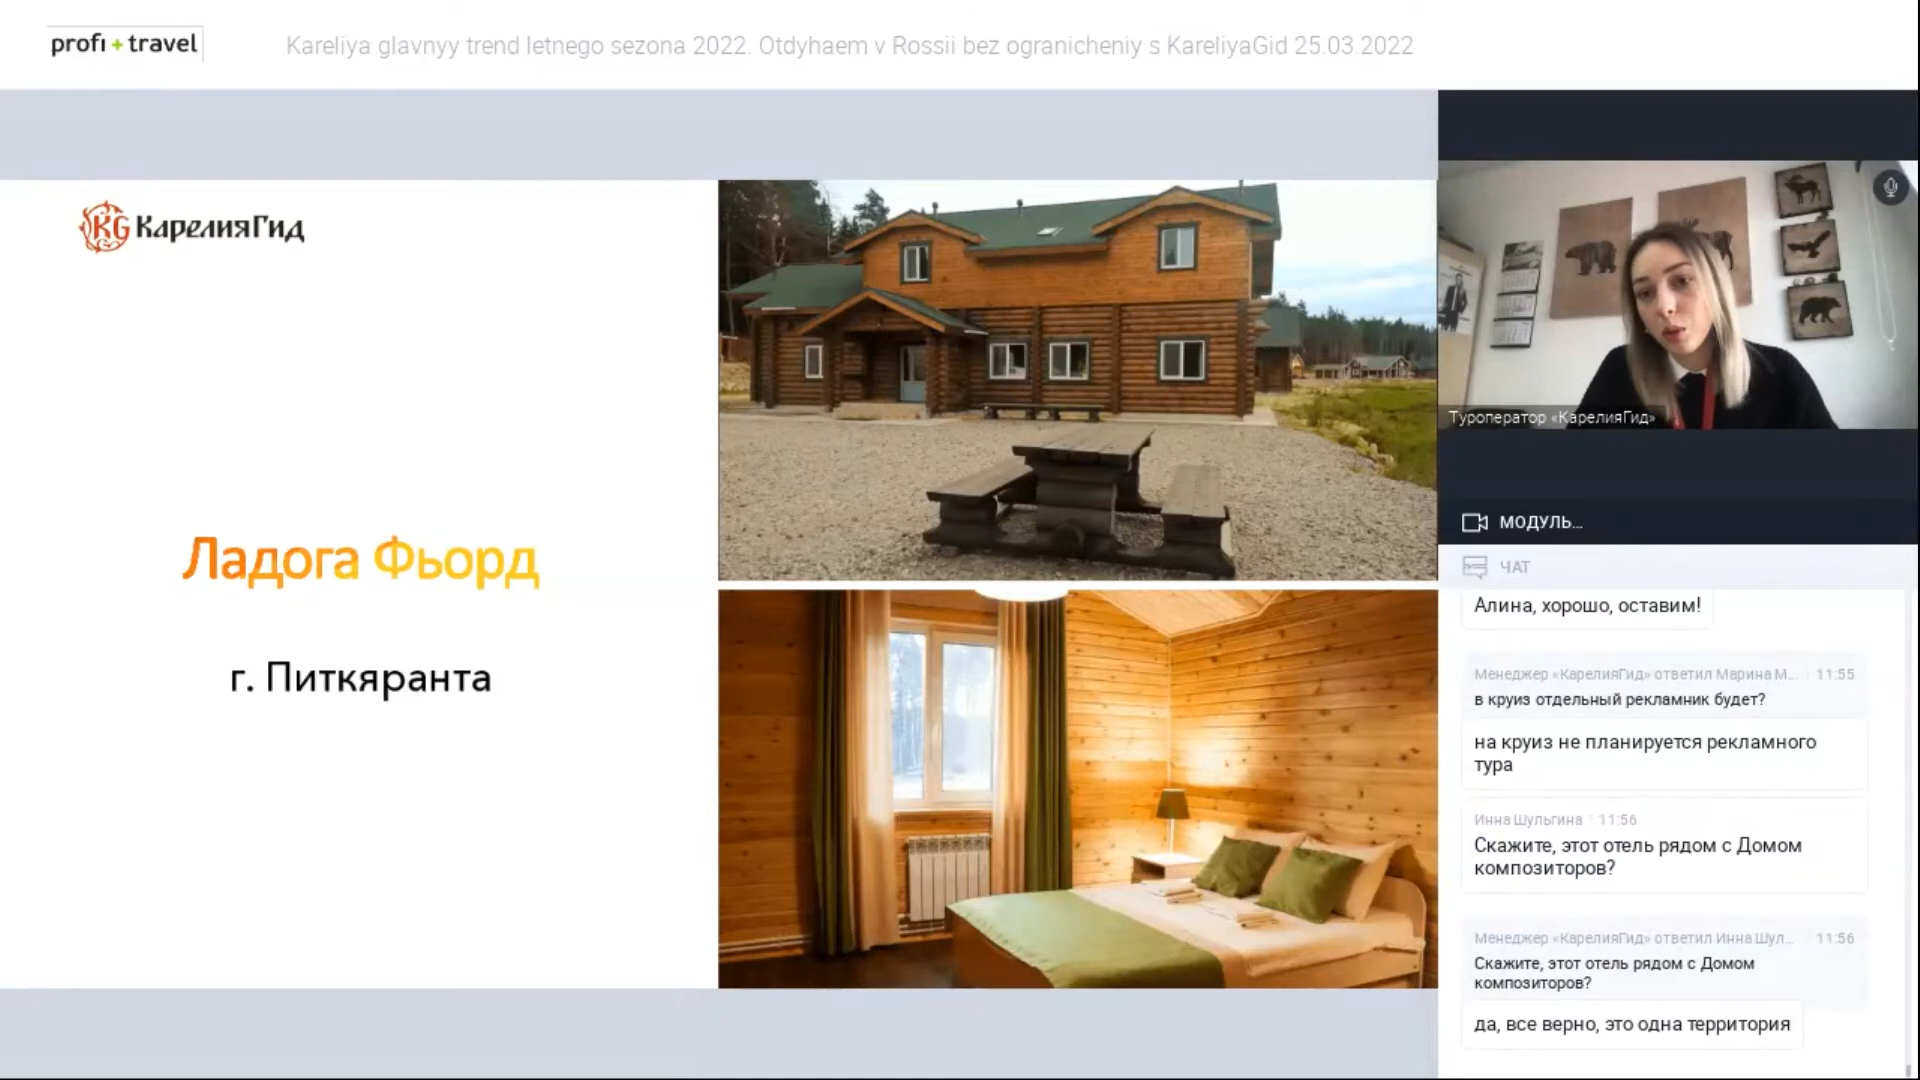 profi + travel
Kareliya glavnyy trend letnego sezona 2022. Otdyhaem v Rossii bez ogranicheniy s KareliyaGid 25.03.2022
KG КарелияГид
Ладога Фьорд
г. Питкяранта
Туроператор «КарелияГид»
МОДУЛЬ...
ЧАТ
Алина, хорошо, оставим!
Менеджер «КарелияГид» ответил Марина М... 11:55
в круиз отдельный рекламник будет?
на круиз не планируется рекламного
тура
Инна Шульгина 11:56
Скажите, этот отель рядом с Домом
композиторов?
Менеджер «КарелияГид» ответил Инна Шул... 11:56
Скажите, этот отель рядом с Домом
композиторов?
да, все верно, это одна территория